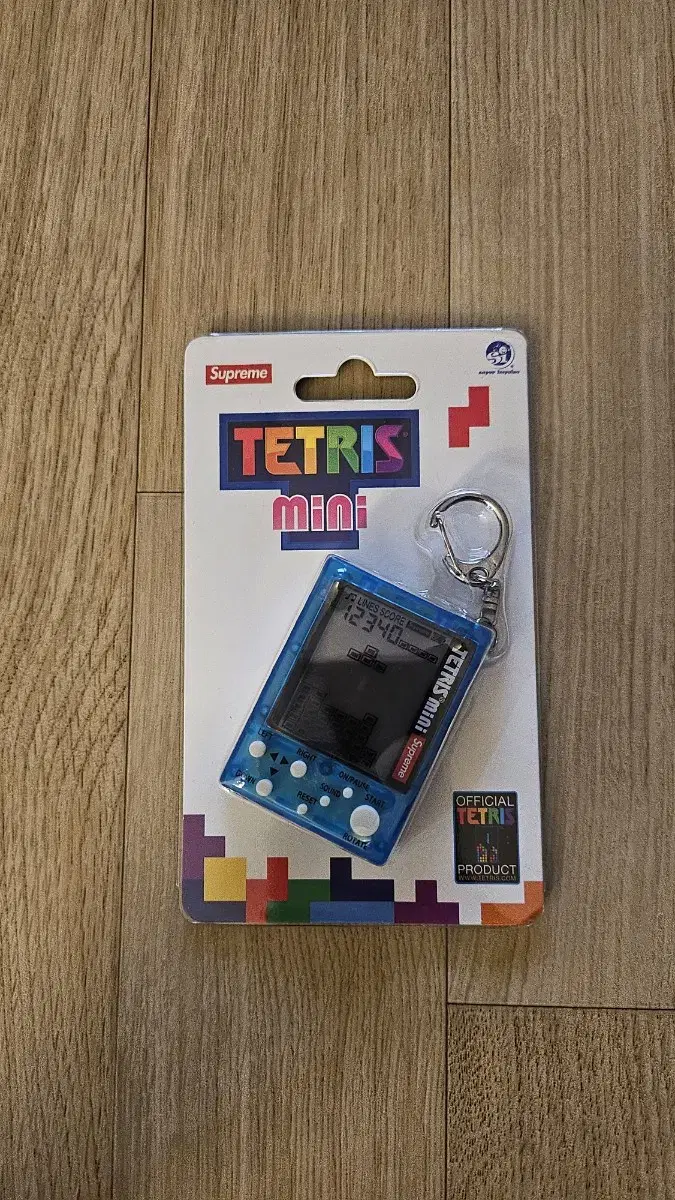 Supreme
Si
super impulse
TETRIS®
mini
LINES SCORE
12340
TETRIS® mini
Supreme
LEFT
RIGHT
DOWN
ON/PAUSE
SOUND
START
RESET
ROTATE
OFFICIAL
TETRIS
PRODUCT
WWW.TETRIS.COM